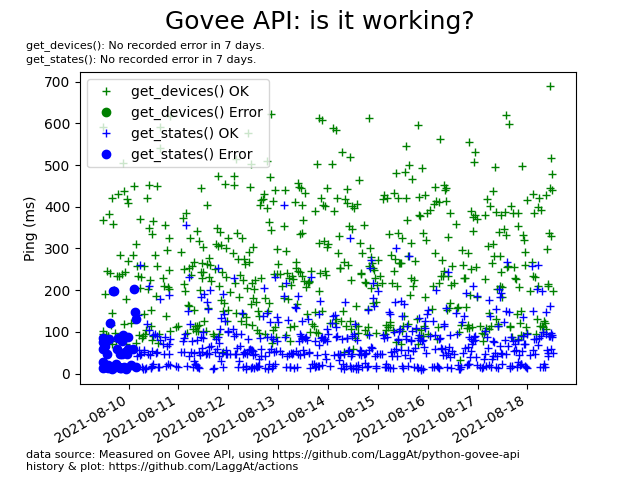 Govee API: is it working?
get_devices(): No recorded error in 7 days.
get_states(): No recorded error in 7 days.
get_devices() OK
get_devices() Error
get_states() OK
get_states() Error
Ping (ms)
700
600
500
400
300
200
100
0
2021-08-10
2021-08-11
2021-08-12
2021-08-13
2021-08-14
2021-08-15
2021-08-16
2021-08-17
2021-08-18
data source: Measured on Govee API, using https://github.com/LaggAt/python-govee-api
history & plot: https://github.com/LaggAt/actions